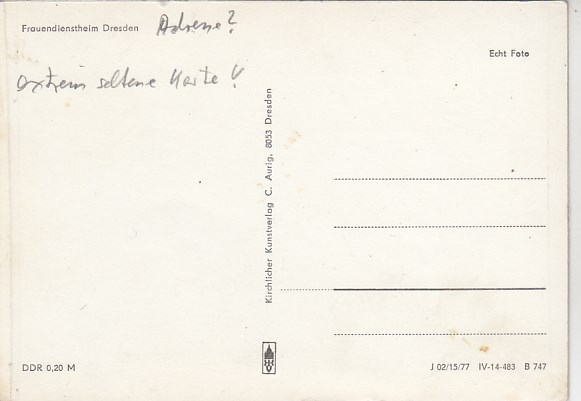 Frauendienstheim Dresden Adresse?
Echt Foto
extrem seltene Karte!
Kirchlicher Kunstverlag C. Aurig, 8053 Dresden
DDR 0,20 M
J 02/15/77 IV-14-483 B 747